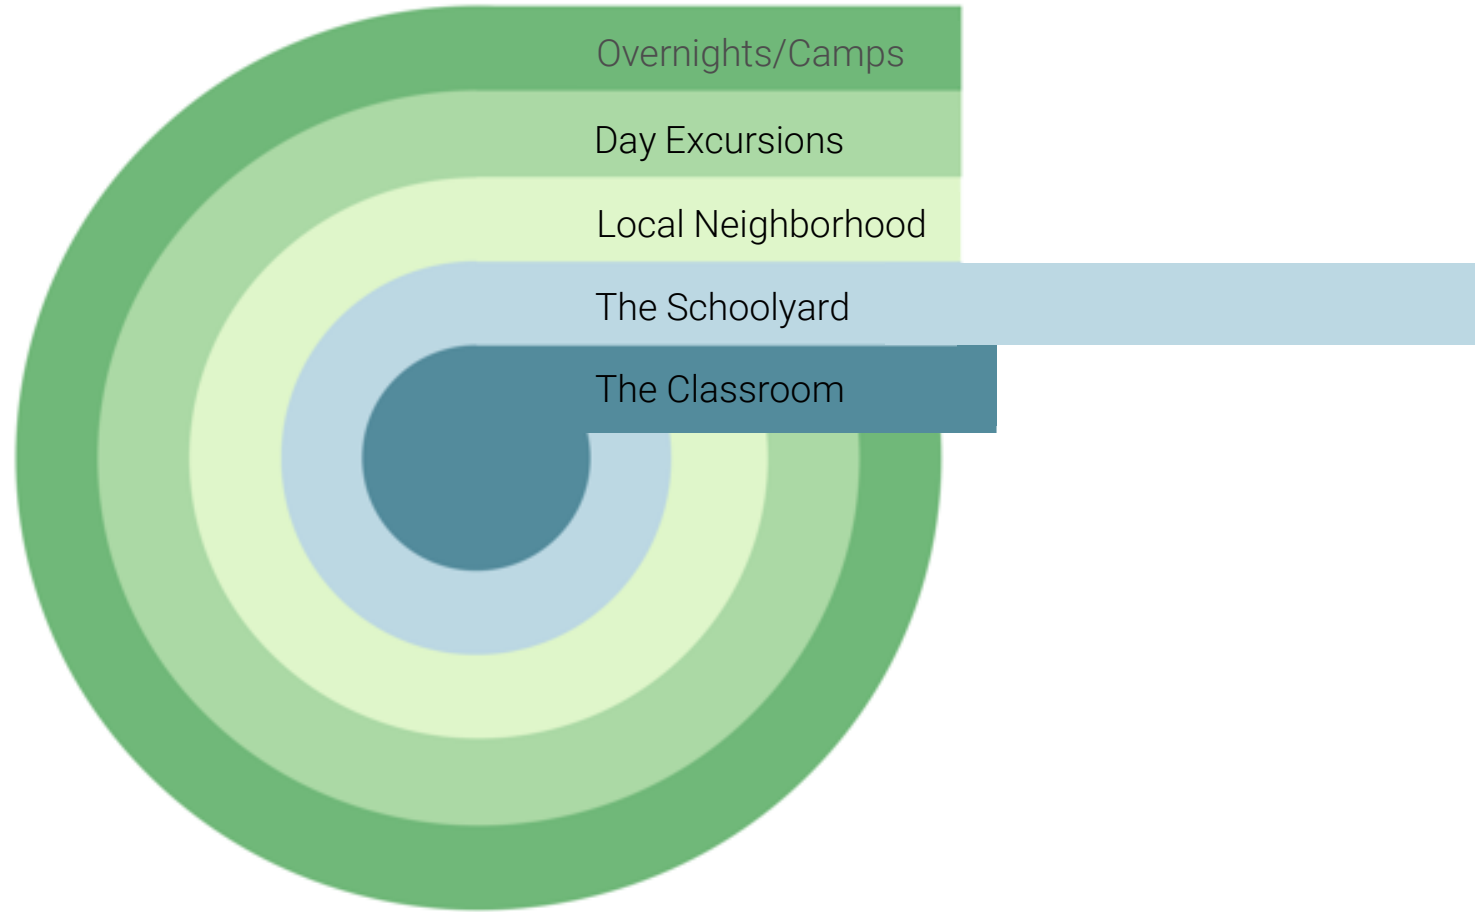 Overnights/Camps
Day Excursions
Local Neighborhood
The Schoolyard
The Classroom